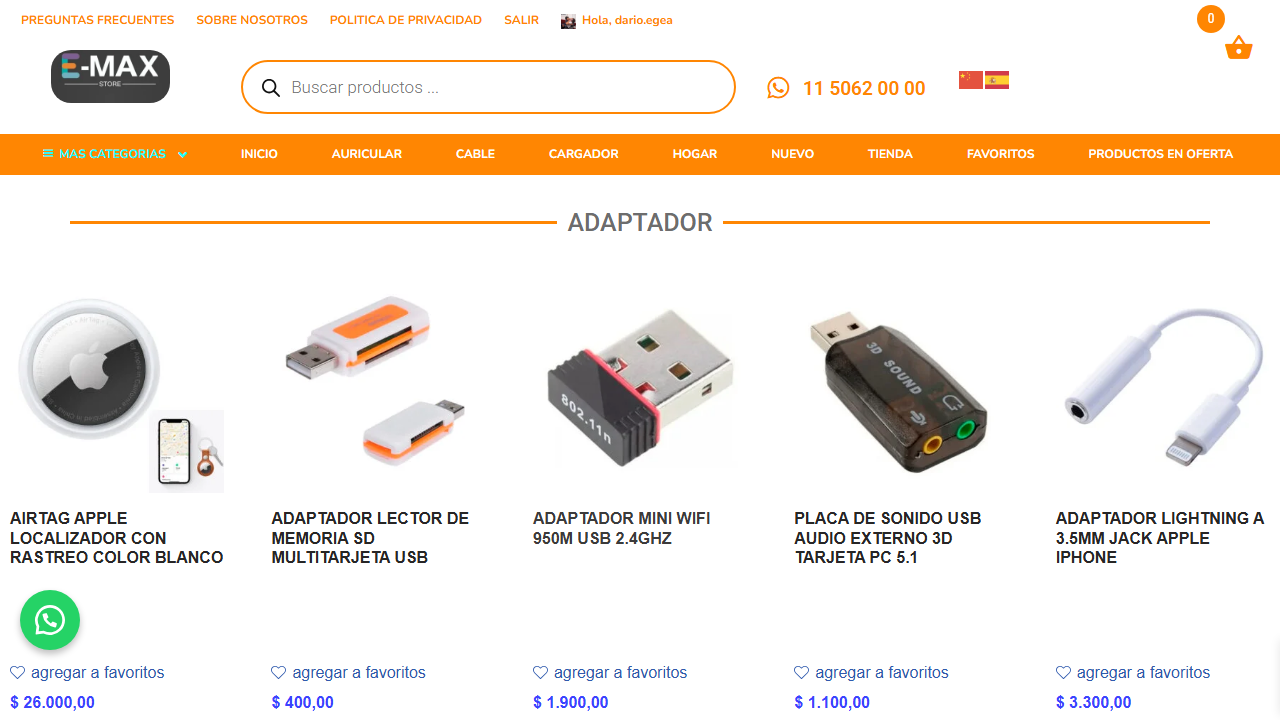 PREGUNTAS FRECUENTES SOBRE NOSOTROS POLITICA DE PRIVACIDAD SALIR Hola, dario.egea 0
E-MAX
STORE
Buscar productos ...
11 5062 00 00
MAS CATEGORIAS INICIO AURICULAR CABLE CARGADOR HOGAR NUEVO TIENDA FAVORITOS PRODUCTOS EN OFERTA
ADAPTADOR
802.11n
3D SOUND
AIRTAG APPLE
LOCALIZADOR CON
RASTREO COLOR BLANCO
ADAPTADOR LECTOR DE
MEMORIA SD
MULTITARJETA USB
ADAPTADOR MINI WIFI
950M USB 2.4GHZ
PLACA DE SONIDO USB
AUDIO EXTERNO 3D
TARJETA PC 5.1
ADAPTADOR LIGHTNING A
3.5MM JACK APPLE
IPHONE
agregar a favoritos agregar a favoritos agregar a favoritos agregar a favoritos agregar a favoritos
$ 26.000,00 $ 400,00 $ 1.900,00 $ 1.100,00 $ 3.300,00